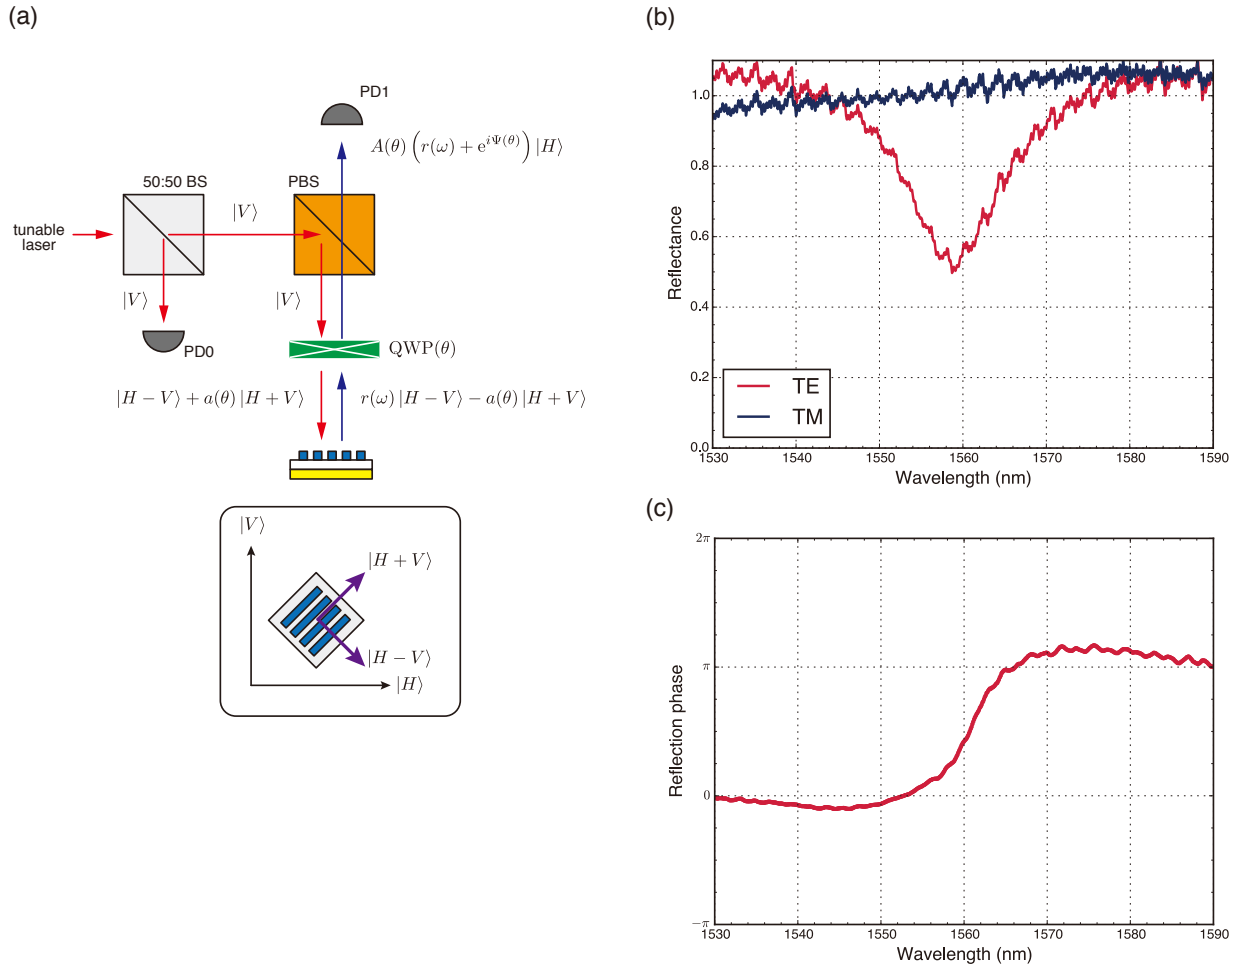 (a)
PD1
A(θ) (r(ω) + e^{iΨ(θ)}) |H⟩
50:50 BS
PBS
|V⟩
tunable
laser
|V⟩
|V⟩
PD0
QWP(θ)
|H − V⟩ + a(θ) |H + V⟩
r(ω) |H − V⟩ − a(θ) |H + V⟩
|V⟩
|H + V⟩
|H − V⟩
|H⟩
(b)
Reflectance
1.0
0.8
0.6
0.4
0.2
0.0
TE
TM
1530 1540 1550 1560 1570 1580 1590
Wavelength (nm)
(c)
Reflection phase
2π
π
0
−π
1530 1540 1550 1560 1570 1580 1590
Wavelength (nm)